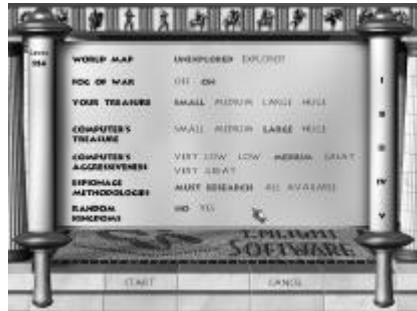 WORLD MAP UNEXPLORED EXPLORED
FOG OF WAR OFF ON
YOUR TREASURE SMALL MEDIUM LARGE HUGE
COMPUTER'S TREASURE SMALL MEDIUM LARGE HUGE
COMPUTER'S AGGRESSIVENESS VERY LOW LOW MEDIUM GREAT
VERY GREAT
ESPIONAGE METHODOLOGIES MUST RESEARCH ALL AVAILABLE
RANDOM KINGDOMS NO YES
I
II
III
IV
V
ENLIGHT
SOFTWARE
START CANCEL